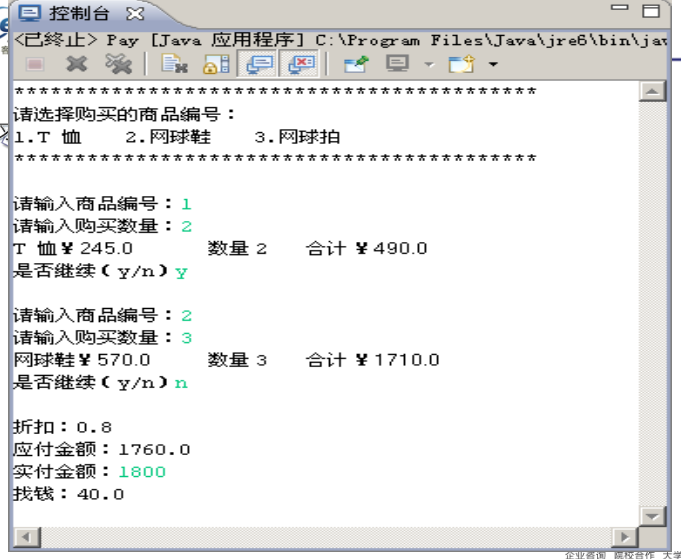 控制台
<已终止> Pay [Java 应用程序] C:\Program Files\Java\jre6\bin\jav
*******************************************
请选择购买的商品编号：
1.T 恤    2.网球鞋    3.网球拍
*******************************************
请输入商品编号：1
请输入购买数量：2
T 恤￥245.0    数量 2    合计 ￥490.0
是否继续（y/n）y
请输入商品编号：2
请输入购买数量：3
网球鞋￥570.0    数量 3    合计 ￥1710.0
是否继续（y/n）n
折扣：0.8
应付金额：1760.0
实付金额：1800
找钱：40.0
企业咨询 院校合作 大学